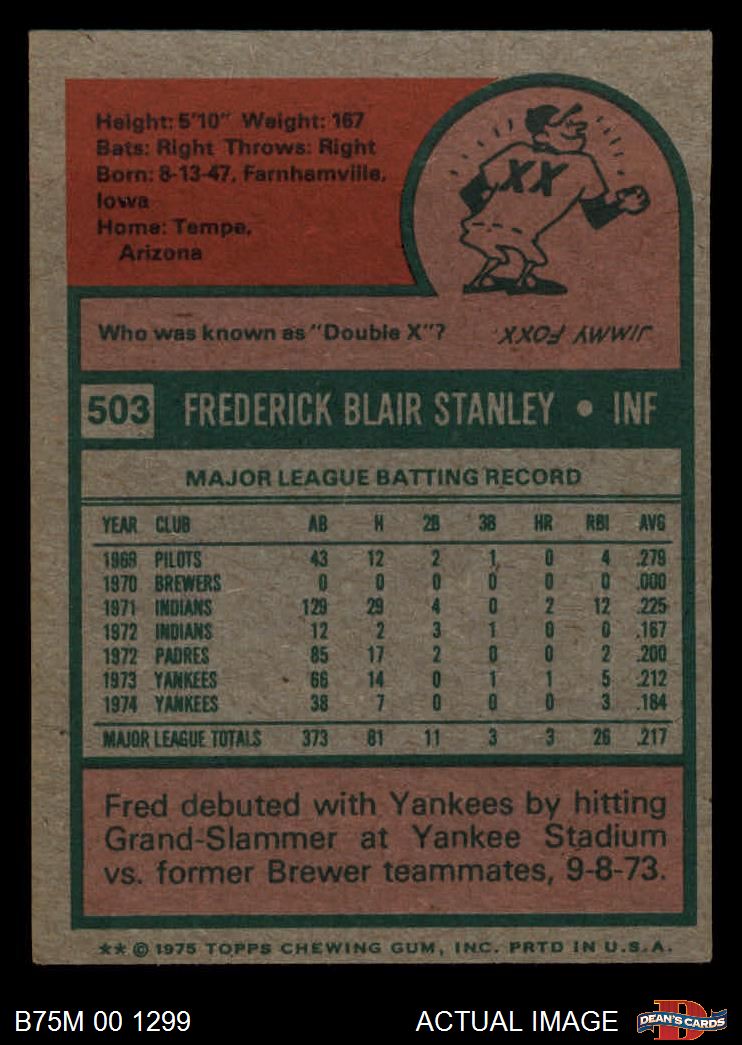 Height: 5'10" Weight: 167
Bats: Right Throws: Right
Born: 8-13-47, Farnhamville,
Iowa
Home: Tempe,
Arizona
XX
Who was known as "Double X"?
JIMMY FOXX
503 FREDERICK BLAIR STANLEY • INF
MAJOR LEAGUE BATTING RECORD
YEAR CLUB AB H 2B 3B HR RBI AVG
1969 PILOTS 43 12 2 1 0 4 .279
1970 BREWERS 0 0 0 0 0 0 .000
1971 INDIANS 129 29 4 0 2 12 .225
1972 INDIANS 12 2 3 1 0 0 .167
1972 PADRES 85 17 2 0 0 2 .200
1973 YANKEES 66 14 0 1 1 5 .212
1974 YANKEES 38 7 0 0 0 3 .184
MAJOR LEAGUE TOTALS 373 81 11 3 3 26 .217
Fred debuted with Yankees by hitting
Grand-Slammer at Yankee Stadium
vs. former Brewer teammates, 9-8-73.
** © 1975 TOPPS CHEWING GUM, INC. PRTD IN U.S.A.
B75M 00 1299 ACTUAL IMAGE DEAN'S CARDS